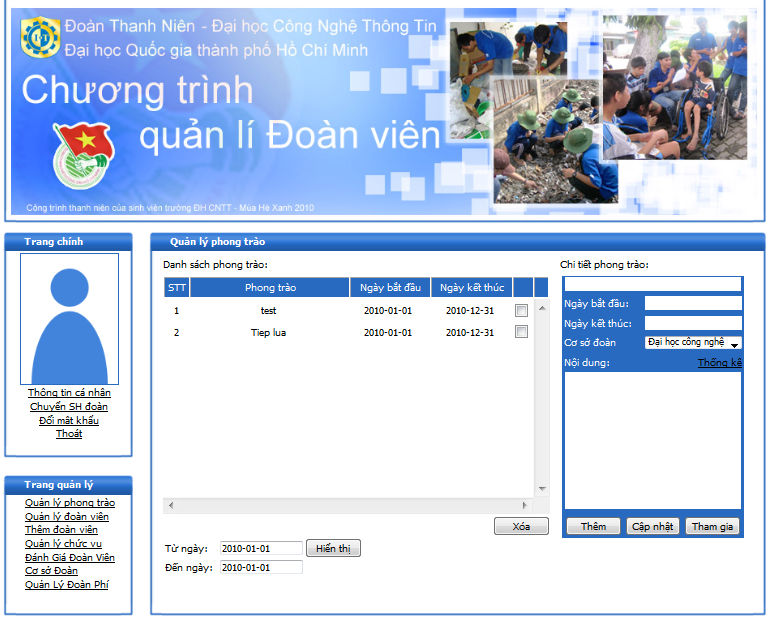 Đoàn Thanh Niên - Đại học Công Nghệ Thông Tin
Đại học Quốc gia thành phố Hồ Chí Minh
Chương trình
quản lí Đoàn viên
Công trình thanh niên của sinh viên trường ĐH CNTT - Mùa Hè Xanh 2010
Trang chính
Thông tin cá nhân
Chuyển SH đoàn
Đổi mật khẩu
Thoát
Trang quản lý
Quản lý phong trào
Quản lý đoàn viên
Thêm đoàn viên
Quản lý chức vụ
Đánh Giá Đoàn Viên
Cơ sở Đoàn
Quản Lý Đoàn Phí
Quản lý phong trào
Danh sách phong trào:
STT Phong trào Ngày bắt đầu Ngày kết thúc
1 test 2010-01-01 2010-12-31
2 Tiep lua 2010-01-01 2010-12-31
Xóa
Từ ngày: 2010-01-01 Hiển thị
Đến ngày: 2010-01-01
Chi tiết phong trào:
Ngày bắt đầu:
Ngày kết thúc:
Cơ sở đoàn Đại học công nghệ
Nội dung: Thống kê
Thêm Cập nhật Tham gia